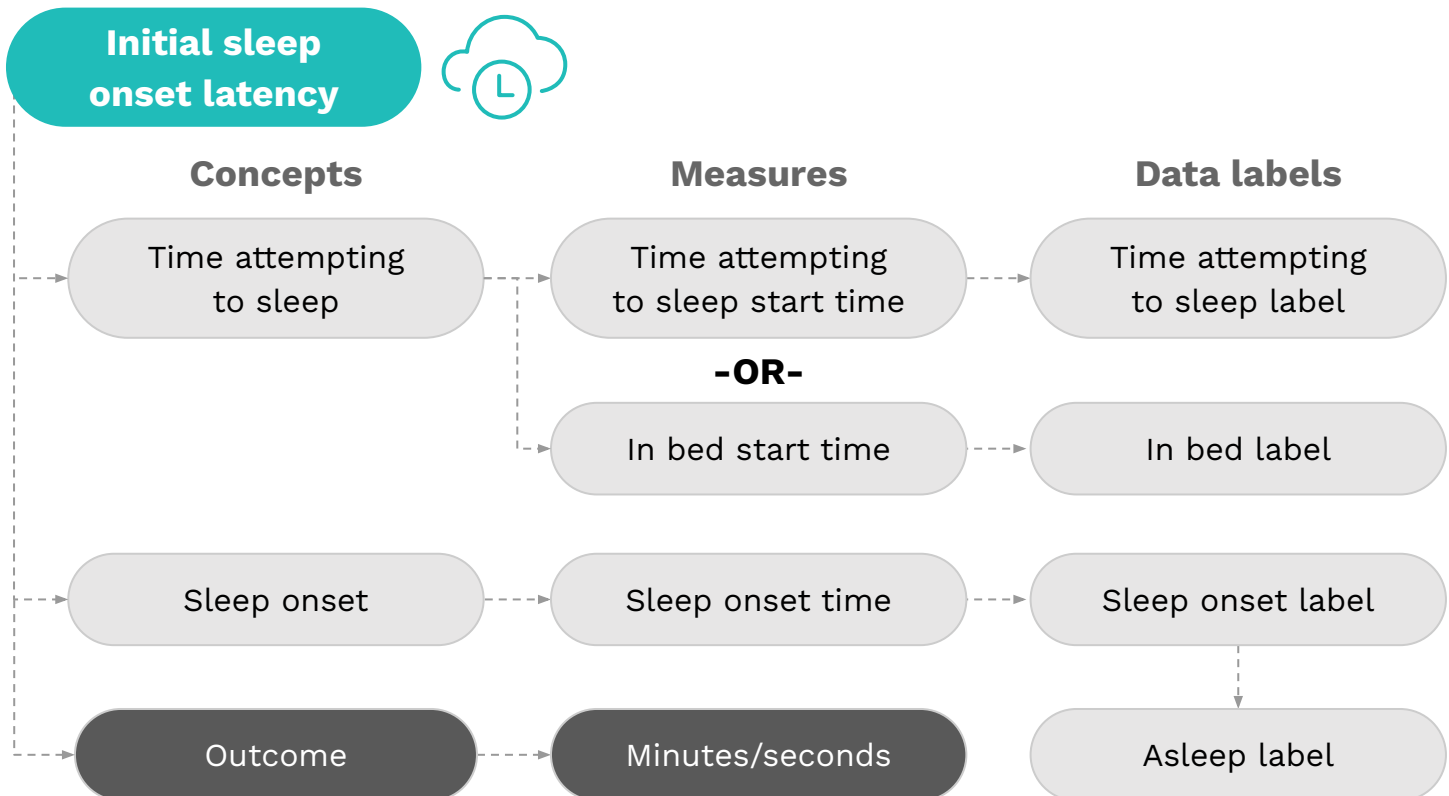 Initial sleep
onset latency
Concepts
Measures
Data labels
Time attempting
to sleep
Time attempting
to sleep start time
Time attempting
to sleep label
-OR-
In bed start time
In bed label
Sleep onset
Sleep onset time
Sleep onset label
Outcome
Minutes/seconds
Asleep label